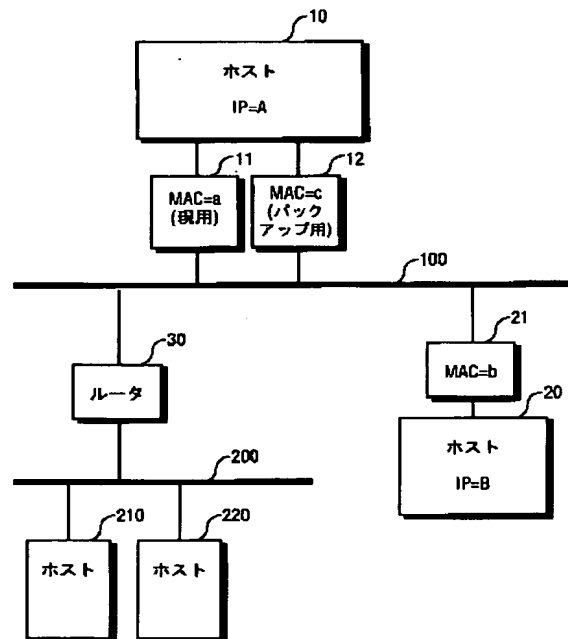 10
ホスト
IP=A
11
12
MAC=a
(現用)
MAC=c
(バック
アップ用)
100
30
21
ルータ
MAC=b
20
ホスト
IP=B
200
210
220
ホスト
ホスト